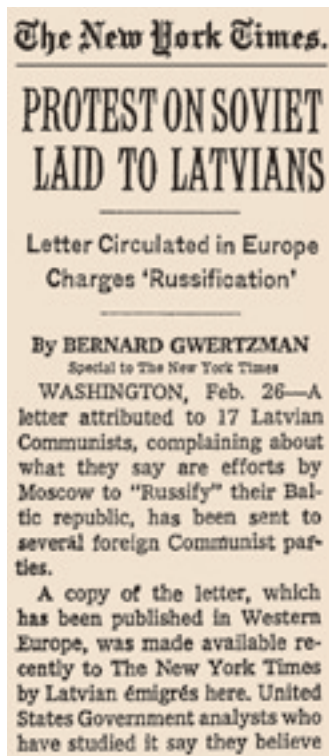 The New York Times.
PROTEST ON SOVIET
LAID TO LATVIANS
Letter Circulated in Europe
Charges ‘Russification’
By BERNARD GWERTZMAN
Special to The New York Times
WASHINGTON, Feb. 26—A
letter attributed to 17 Latvian
Communists, complaining about
what they say are efforts by
Moscow to “Russify” their Bal-
tic republic, has been sent to
several foreign Communist par-
ties.
A copy of the letter, which
has been published in Western
Europe, was made available re-
cently to The New York Times
by Latvian émigrés here. United
States Government analysts who
have studied it say they believe